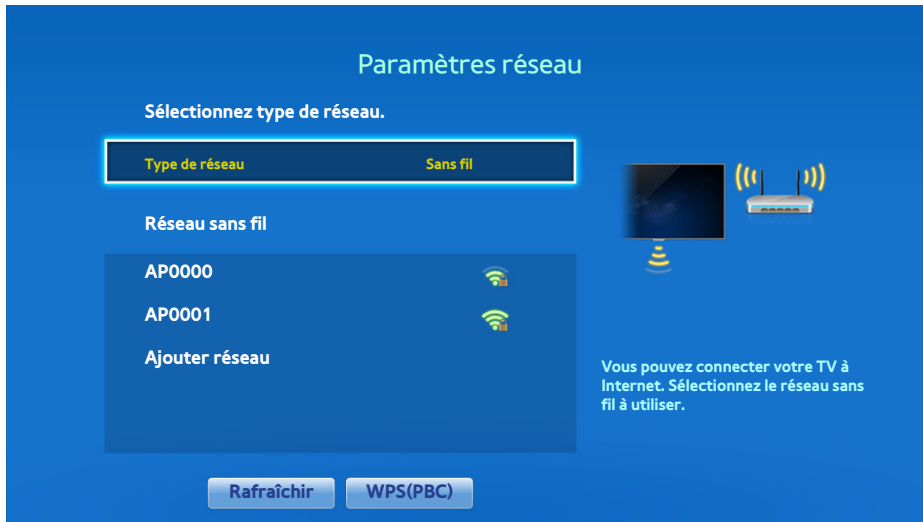 Paramètres réseau
Sélectionnez type de réseau.
Type de réseau Sans fil
Réseau sans fil
AP0000
AP0001
Ajouter réseau
Vous pouvez connecter votre TV à
Internet. Sélectionnez le réseau sans
fil à utiliser.
Rafraîchir WPS(PBC)